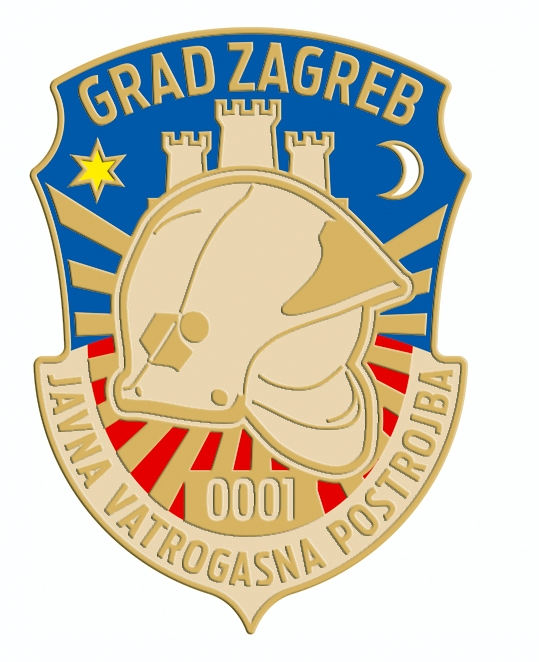 GRAD ZAGREB
0001
JAVNA VATROGASNA POSTROJBA